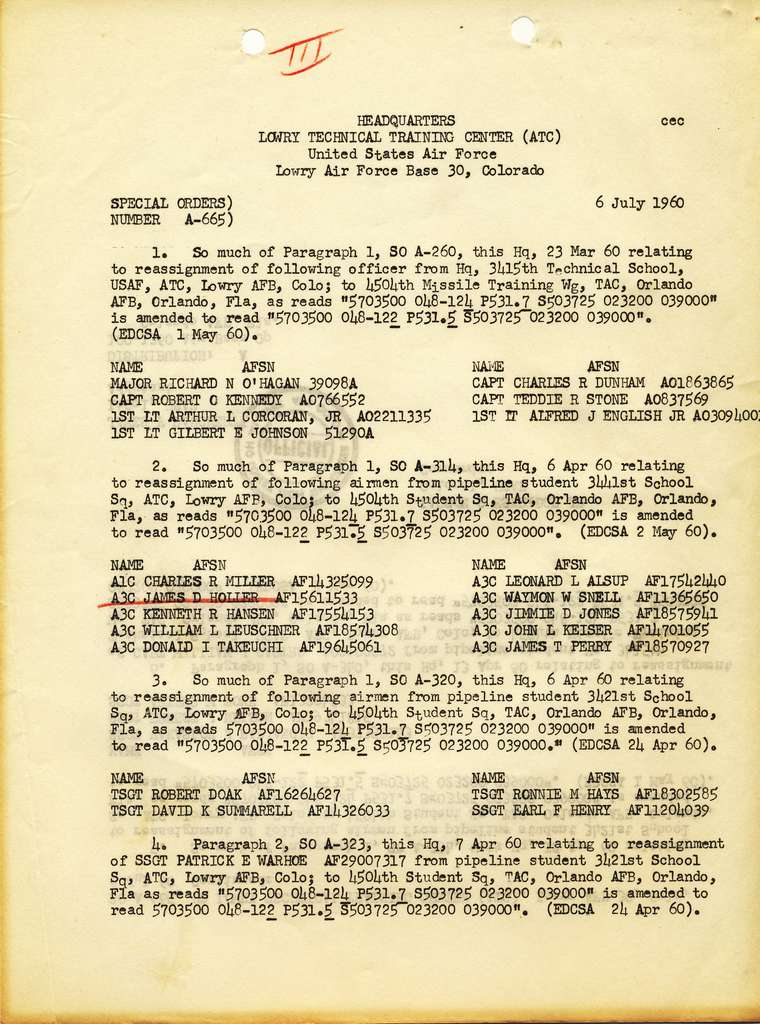 III
HEADQUARTERS cec
LOWRY TECHNICAL TRAINING CENTER (ATC)
United States Air Force
Lowry Air Force Base 30, Colorado
SPECIAL ORDERS) 6 July 1960
NUMBER A-665)
1. So much of Paragraph 1, SO A-260, this Hq, 23 Mar 60 relating
to reassignment of following officer from Hq, 3415th Technical School,
USAF, ATC, Lowry AFB, Colo; to 4504th Missile Training Wg, TAC, Orlando
AFB, Orlando, Fla, as reads "5703500 048-124 P531.7 S503725 023200 039000"
is amended to read "5703500 048-122 P531.5 S503725 023200 039000".
(EDCSA 1 May 60).
NAME AFSN NAME AFSN
MAJOR RICHARD N O'HAGAN 39098A CAPT CHARLES R DUNHAM AO1863865
CAPT ROBERT C KENNEDY AO766552 CAPT TEDDIE R STONE AO837569
1ST LT ARTHUR L CORCORAN, JR AO2211335 1ST LT ALFRED J ENGLISH JR
1ST LT GILBERT E JOHNSON 51290A
2. So much of Paragraph 1, SO A-314, this Hq, 6 Apr 60 relating
to reassignment of following airmen from pipeline student 3441st School
Sq, ATC, Lowry AFB, Colo; to 4504th Student Sq, TAC, Orlando AFB, Orlando,
Fla, as reads "5703500 048-124 P531.7 S503725 023200 039000" is amended
to read "5703500 048-122 P531.5 S503725 023200 039000". (EDCSA 2 May 60).
NAME AFSN NAME AFSN
A1C CHARLES R MILLER AF14325099 A3C LEONARD L ALSUP AF17542440
A3C JAMES D HOLLER AF15611533 A3C WAYMON W SNELL AF11365650
A3C KENNETH R HANSEN AF17554153 A3C JIMMIE D JONES AF18575941
A3C WILLIAM L LEUSCHNER AF18574308 A3C JOHN L KEISER AF14701055
A3C DONALD I TAKEUCHI AF19645061 A3C JAMES T PERRY AF18570927
3. So much of Paragraph 1, SO A-320, this Hq, 6 Apr 60 relating
to reassignment of following airmen from pipeline student 3421st School
Sq, ATC, Lowry AFB, Colo; to 4504th Student Sq, TAC, Orlando AFB, Orlando,
Fla, as reads 5703500 048-124 P531.7 S503725 023200 039000" is amended
to read "5703500 048-122 P531.5 S503725 023200 039000." (EDCSA 24 Apr 60).
NAME AFSN NAME AFSN
TSGT ROBERT DOAK AF16264627 TSGT RONNIE M HAYS AF18302585
TSGT DAVID K SUMMARELL AF14326033 SSGT EARL F HENRY AF11204039
4. Paragraph 2, SO A-323, this Hq, 7 Apr 60 relating to reassignment
of SSGT PATRICK E WARHOE AF29007317 from pipeline student 3421st School
Sq, ATC, Lowry AFB, Colo; to 4504th Student Sq, TAC, Orlando AFB, Orlando,
Fla as reads "5703500 048-124 P531.7 S503725 023200 039000" is amended to
read 5703500 048-122 P531.5 S503725 023200 039000". (EDCSA 24 Apr 60).